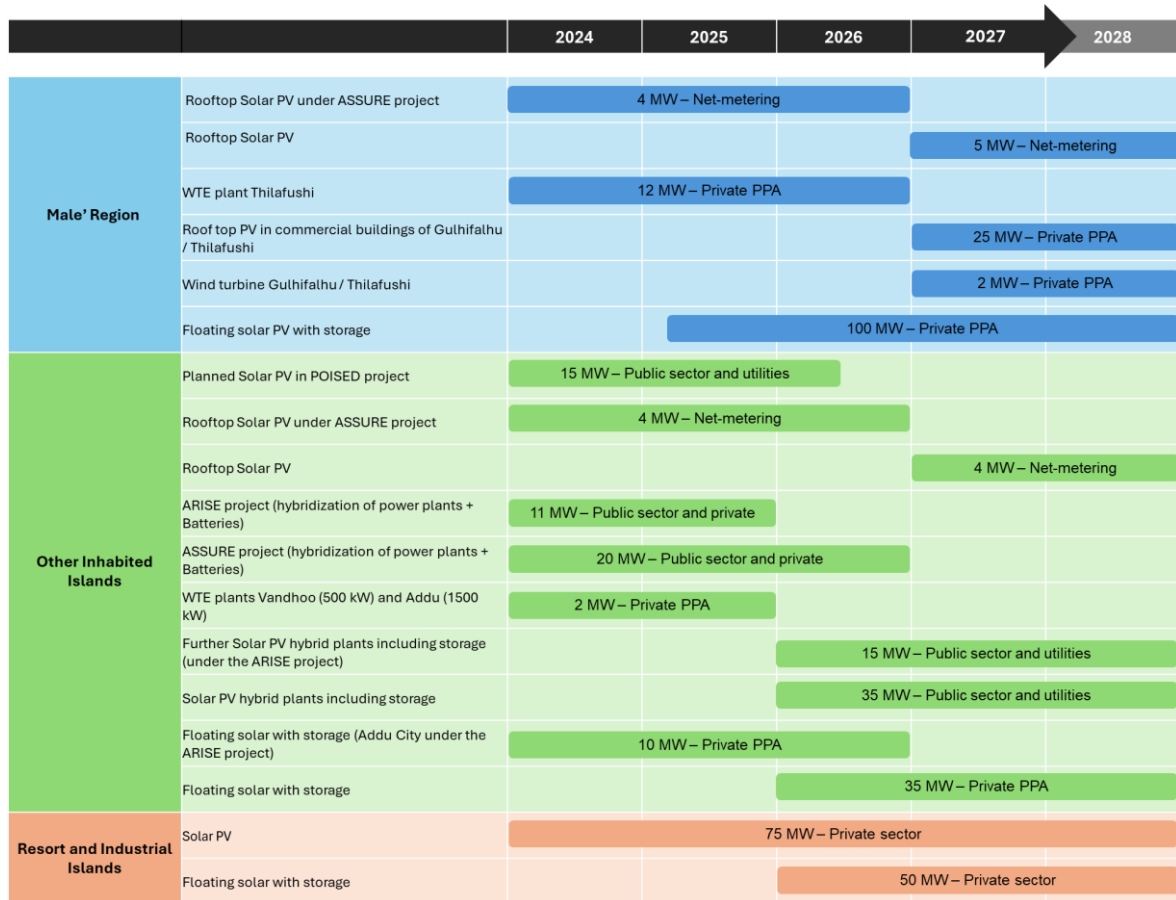 2024 2025 2026 2027 2028
Male’ Region
Rooftop Solar PV under ASSURE project
4 MW – Net-metering
Rooftop Solar PV
5 MW – Net-metering
WTE plant Thilafushi
12 MW – Private PPA
Roof top PV in commercial buildings of Gulhifalhu
/ Thilafushi
25 MW – Private PPA
Wind turbine Gulhifalhu / Thilafushi
2 MW – Private PPA
Floating solar PV with storage
100 MW – Private PPA
Other Inhabited
Islands
Planned Solar PV in POISED project
15 MW – Public sector and utilities
Rooftop Solar PV under ASSURE project
4 MW – Net-metering
Rooftop Solar PV
4 MW – Net-metering
ARISE project (hybridization of power plants +
Batteries)
11 MW – Public sector and private
ASSURE project (hybridization of power plants +
Batteries)
20 MW – Public sector and private
WTE plants Vandhoo (500 kW) and Addu (1500
kW)
2 MW – Private PPA
Further Solar PV hybrid plants including storage
(under the ARISE project)
15 MW – Public sector and utilities
Solar PV hybrid plants including storage
35 MW – Public sector and utilities
Floating solar with storage (Addu City under the
ARISE project)
10 MW – Private PPA
Floating solar with storage
35 MW – Private PPA
Resort and Industrial
Islands
Solar PV
75 MW – Private sector
Floating solar with storage
50 MW – Private sector